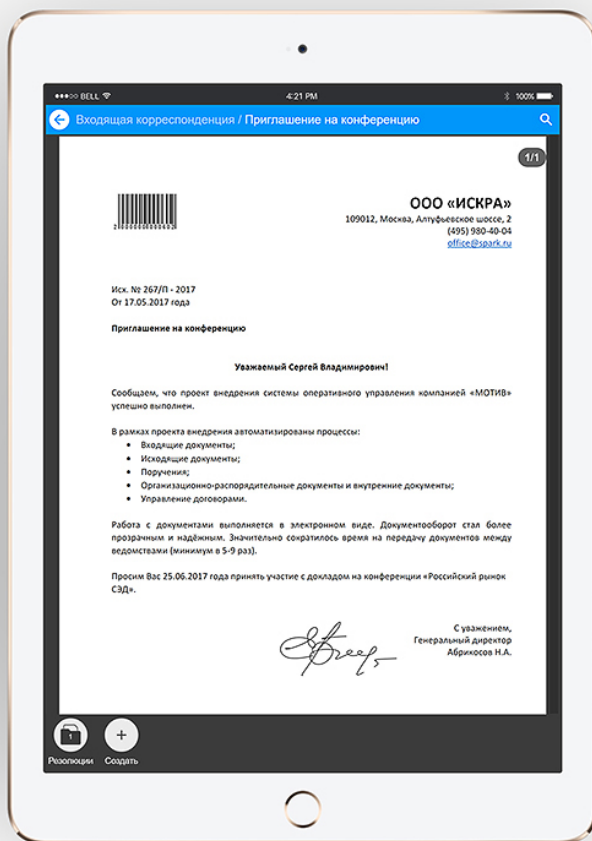 BELL 4:21 PM 100%
Входящая корреспонденция / Приглашение на конференцию
1/1
ООО «ИСКРА»
109012, Москва, Алтуфьевское шоссе, 2
(495) 980-40-04
office@spark.ru
Исх. № 267/П - 2017
От 17.05.2017 года
Приглашение на конференцию
Уважаемый Сергей Владимирович!
Сообщаем, что проект внедрения системы оперативного управления компанией «МОТИВ»
успешно выполнен.
В рамках проекта внедрения автоматизированы процессы:
• Входящие документы;
• Исходящие документы;
• Поручения;
• Организационно-распорядительные документы и внутренние документы;
• Управление договорами.
Работа с документами выполняется в электронном виде. Документооборот стал более
прозрачным и надёжным. Значительно сократилось время на передачу документов между
ведомствами (минимум в 5-9 раз).
Просим Вас 25.06.2017 года принять участие с докладом на конференции «Российский рынок
СЭД».
С уважением,
Генеральный директор
Абрикосов Н.А.
1
Резолюции Создать